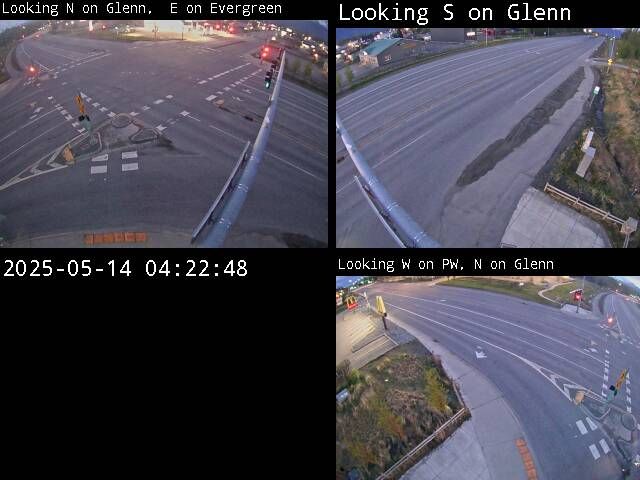 Looking N on Glenn,  E on Evergreen
Looking S on Glenn
2025-05-14 04:22:48
Looking W on PW, N on Glenn